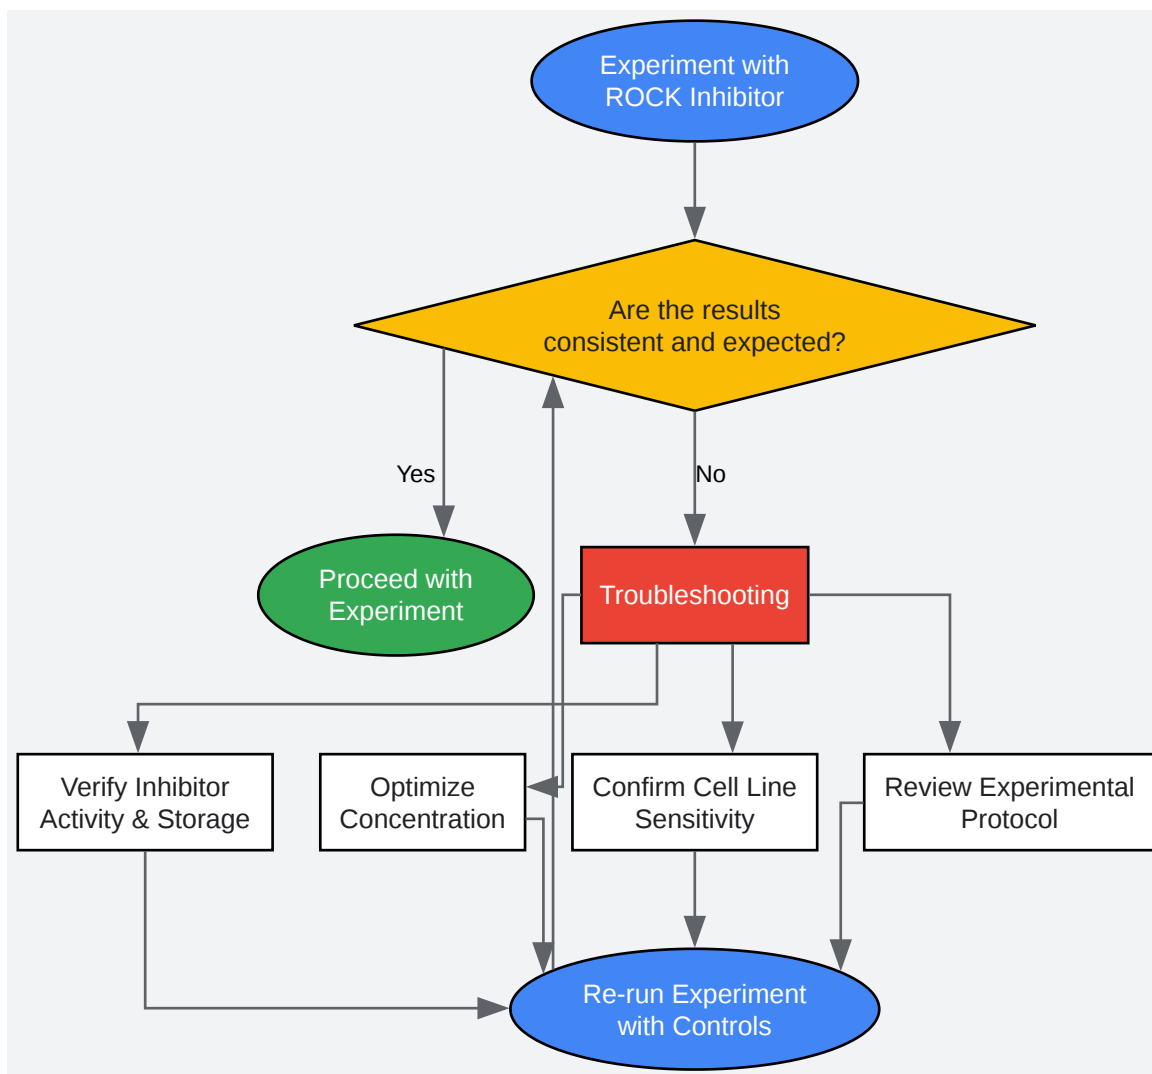 Experiment with
ROCK Inhibitor
Are the results
consistent and expected?
Yes
No
Proceed with
Experiment
Troubleshooting
Verify Inhibitor
Activity & Storage
Optimize
Concentration
Confirm Cell Line
Sensitivity
Review Experimental
Protocol
Re-run Experiment
with Controls